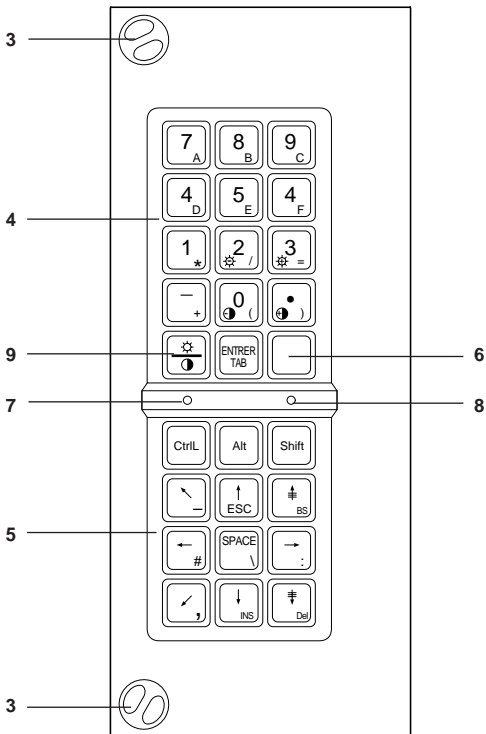 3
7 A 8 B 9 C
4
4 D 5 E 4 F
1 * 2 / 3 =
– + 0 ( • )
9
ENTRER
TAB
6
7
8
CtrlL Alt Shift
– ESC BS
5
SPACE
# \ :
, INS Del
3